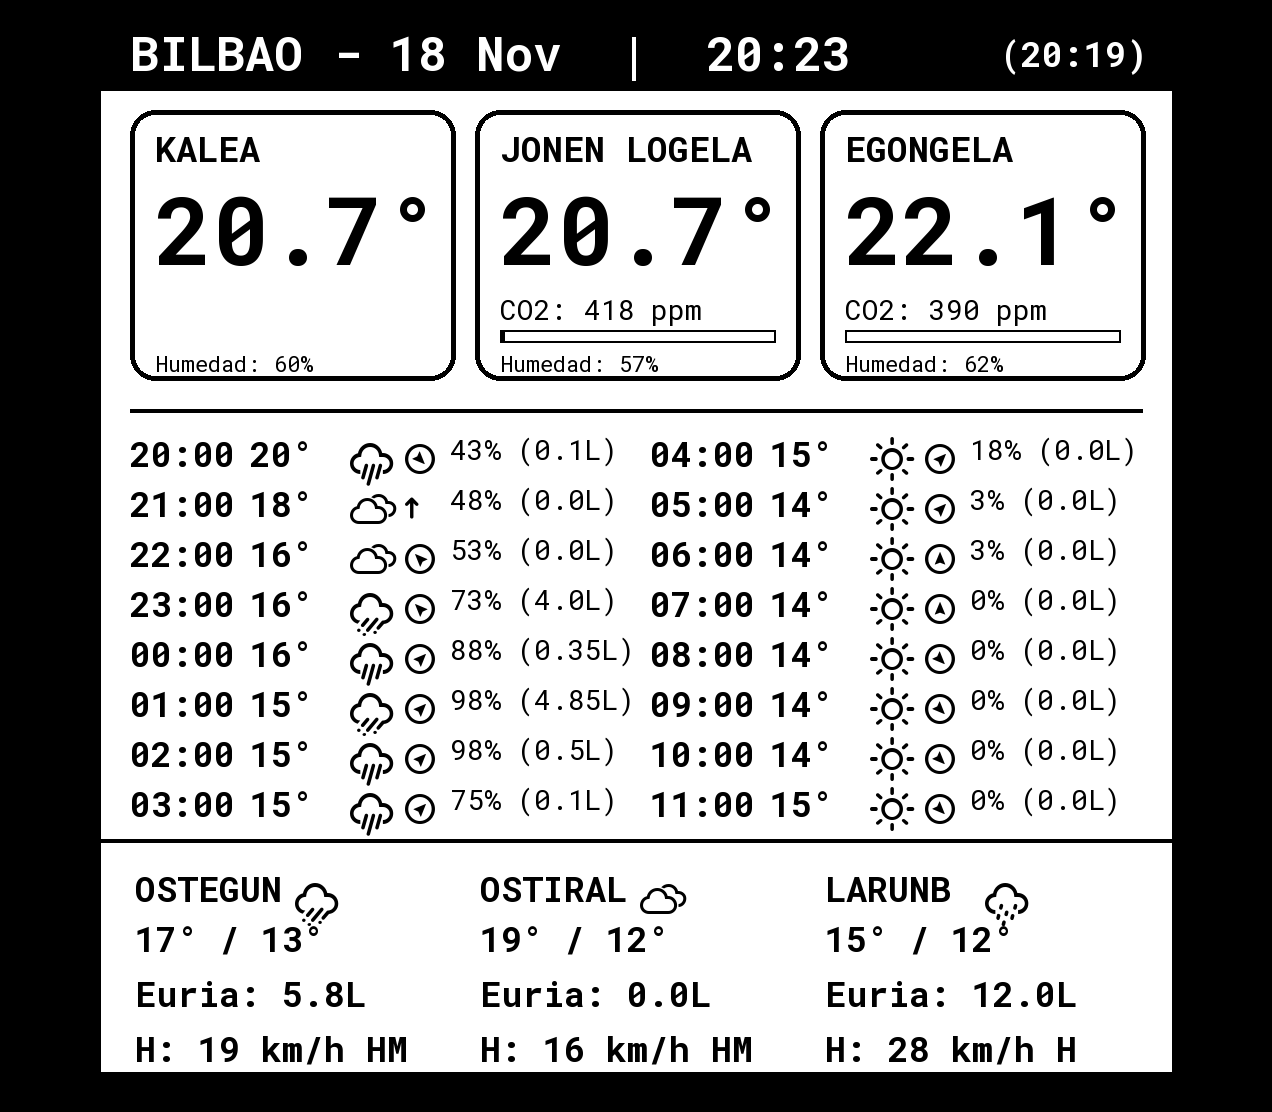 BILBAO - 18 Nov | 20:23 (20:19)
KALEA
20.7°
Humedad: 60%
JONEN LOGELA
20.7°
CO2: 418 ppm
Humedad: 57%
EGONGELA
22.1°
CO2: 390 ppm
Humedad: 62%
20:00 20° 43% (0.1L)
21:00 18° 48% (0.0L)
22:00 16° 53% (0.0L)
23:00 16° 73% (4.0L)
00:00 16° 88% (0.35L)
01:00 15° 98% (4.85L)
02:00 15° 98% (0.5L)
03:00 15° 75% (0.1L)
04:00 15° 18% (0.0L)
05:00 14° 3% (0.0L)
06:00 14° 3% (0.0L)
07:00 14° 0% (0.0L)
08:00 14° 0% (0.0L)
09:00 14° 0% (0.0L)
10:00 14° 0% (0.0L)
11:00 15° 0% (0.0L)
OSTEGUN
17° / 13°
Euria: 5.8L
H: 19 km/h HM
OSTIRAL
19° / 12°
Euria: 0.0L
H: 16 km/h HM
LARUNB
15° / 12°
Euria: 12.0L
H: 28 km/h H